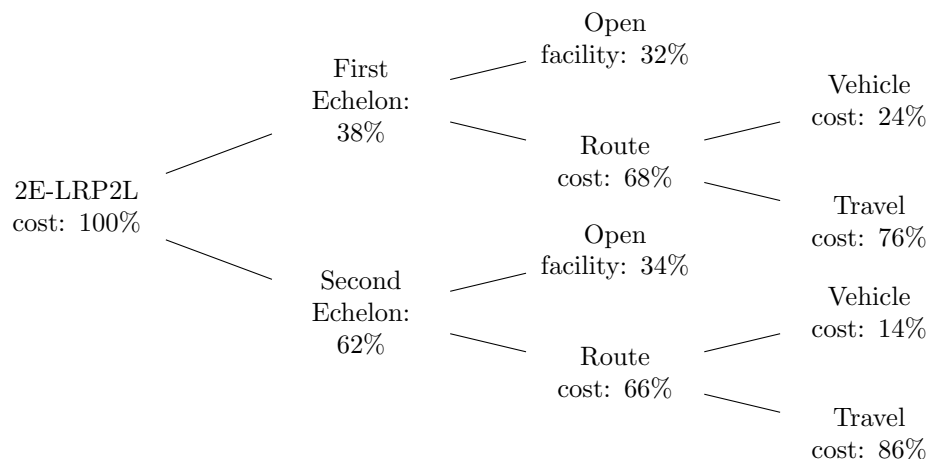 2E-LRP2L
cost: 100%
First
Echelon:
38%
Open
facility: 32%
Route
cost: 68%
Vehicle
cost: 24%
Travel
cost: 76%
Second
Echelon:
62%
Open
facility: 34%
Route
cost: 66%
Vehicle
cost: 14%
Travel
cost: 86%